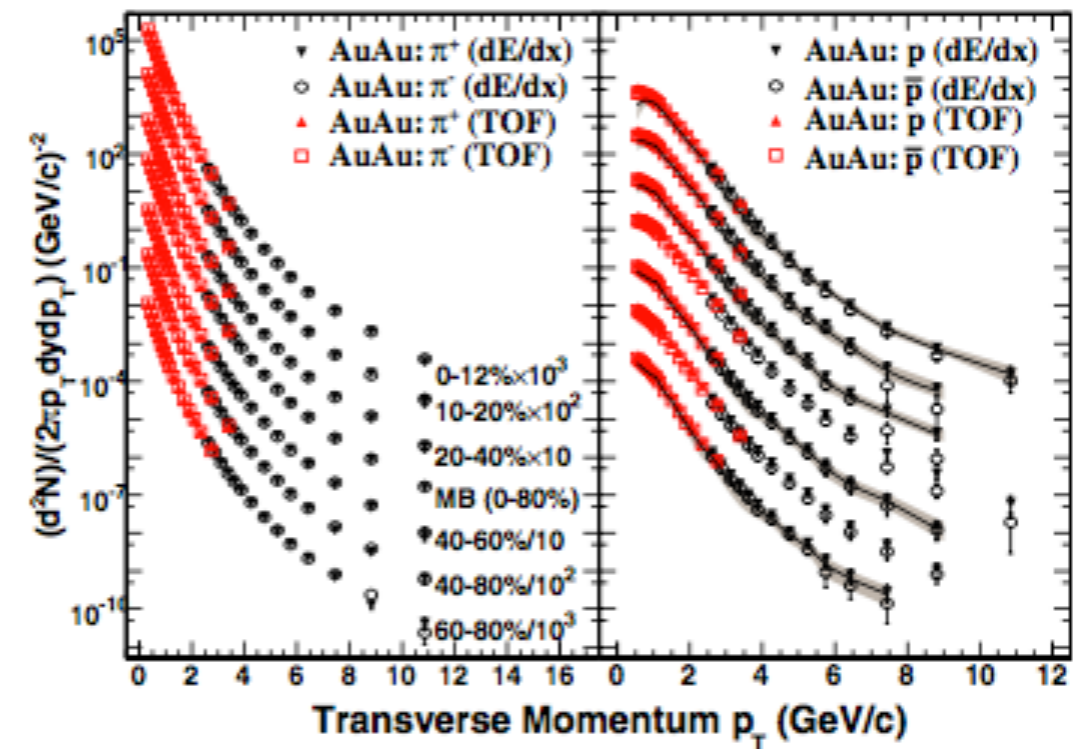 (d²N)/(2πp_T dydp_T) (GeV/c)⁻²
10⁵
10²
10⁻¹
10⁻⁴
10⁻⁷
10⁻¹⁰
AuAu: π⁺ (dE/dx)
AuAu: π⁻ (dE/dx)
AuAu: π⁺ (TOF)
AuAu: π⁻ (TOF)
0-12%×10³
10-20%×10²
20-40%×10
MB (0-80%)
40-60%/10
40-80%/10²
60-80%/10³
0 2 4 6 8 10 12 14 16
AuAu: p (dE/dx)
AuAu: p̄ (dE/dx)
AuAu: p (TOF)
AuAu: p̄ (TOF)
0 2 4 6 8 10 12
Transverse Momentum p_T (GeV/c)